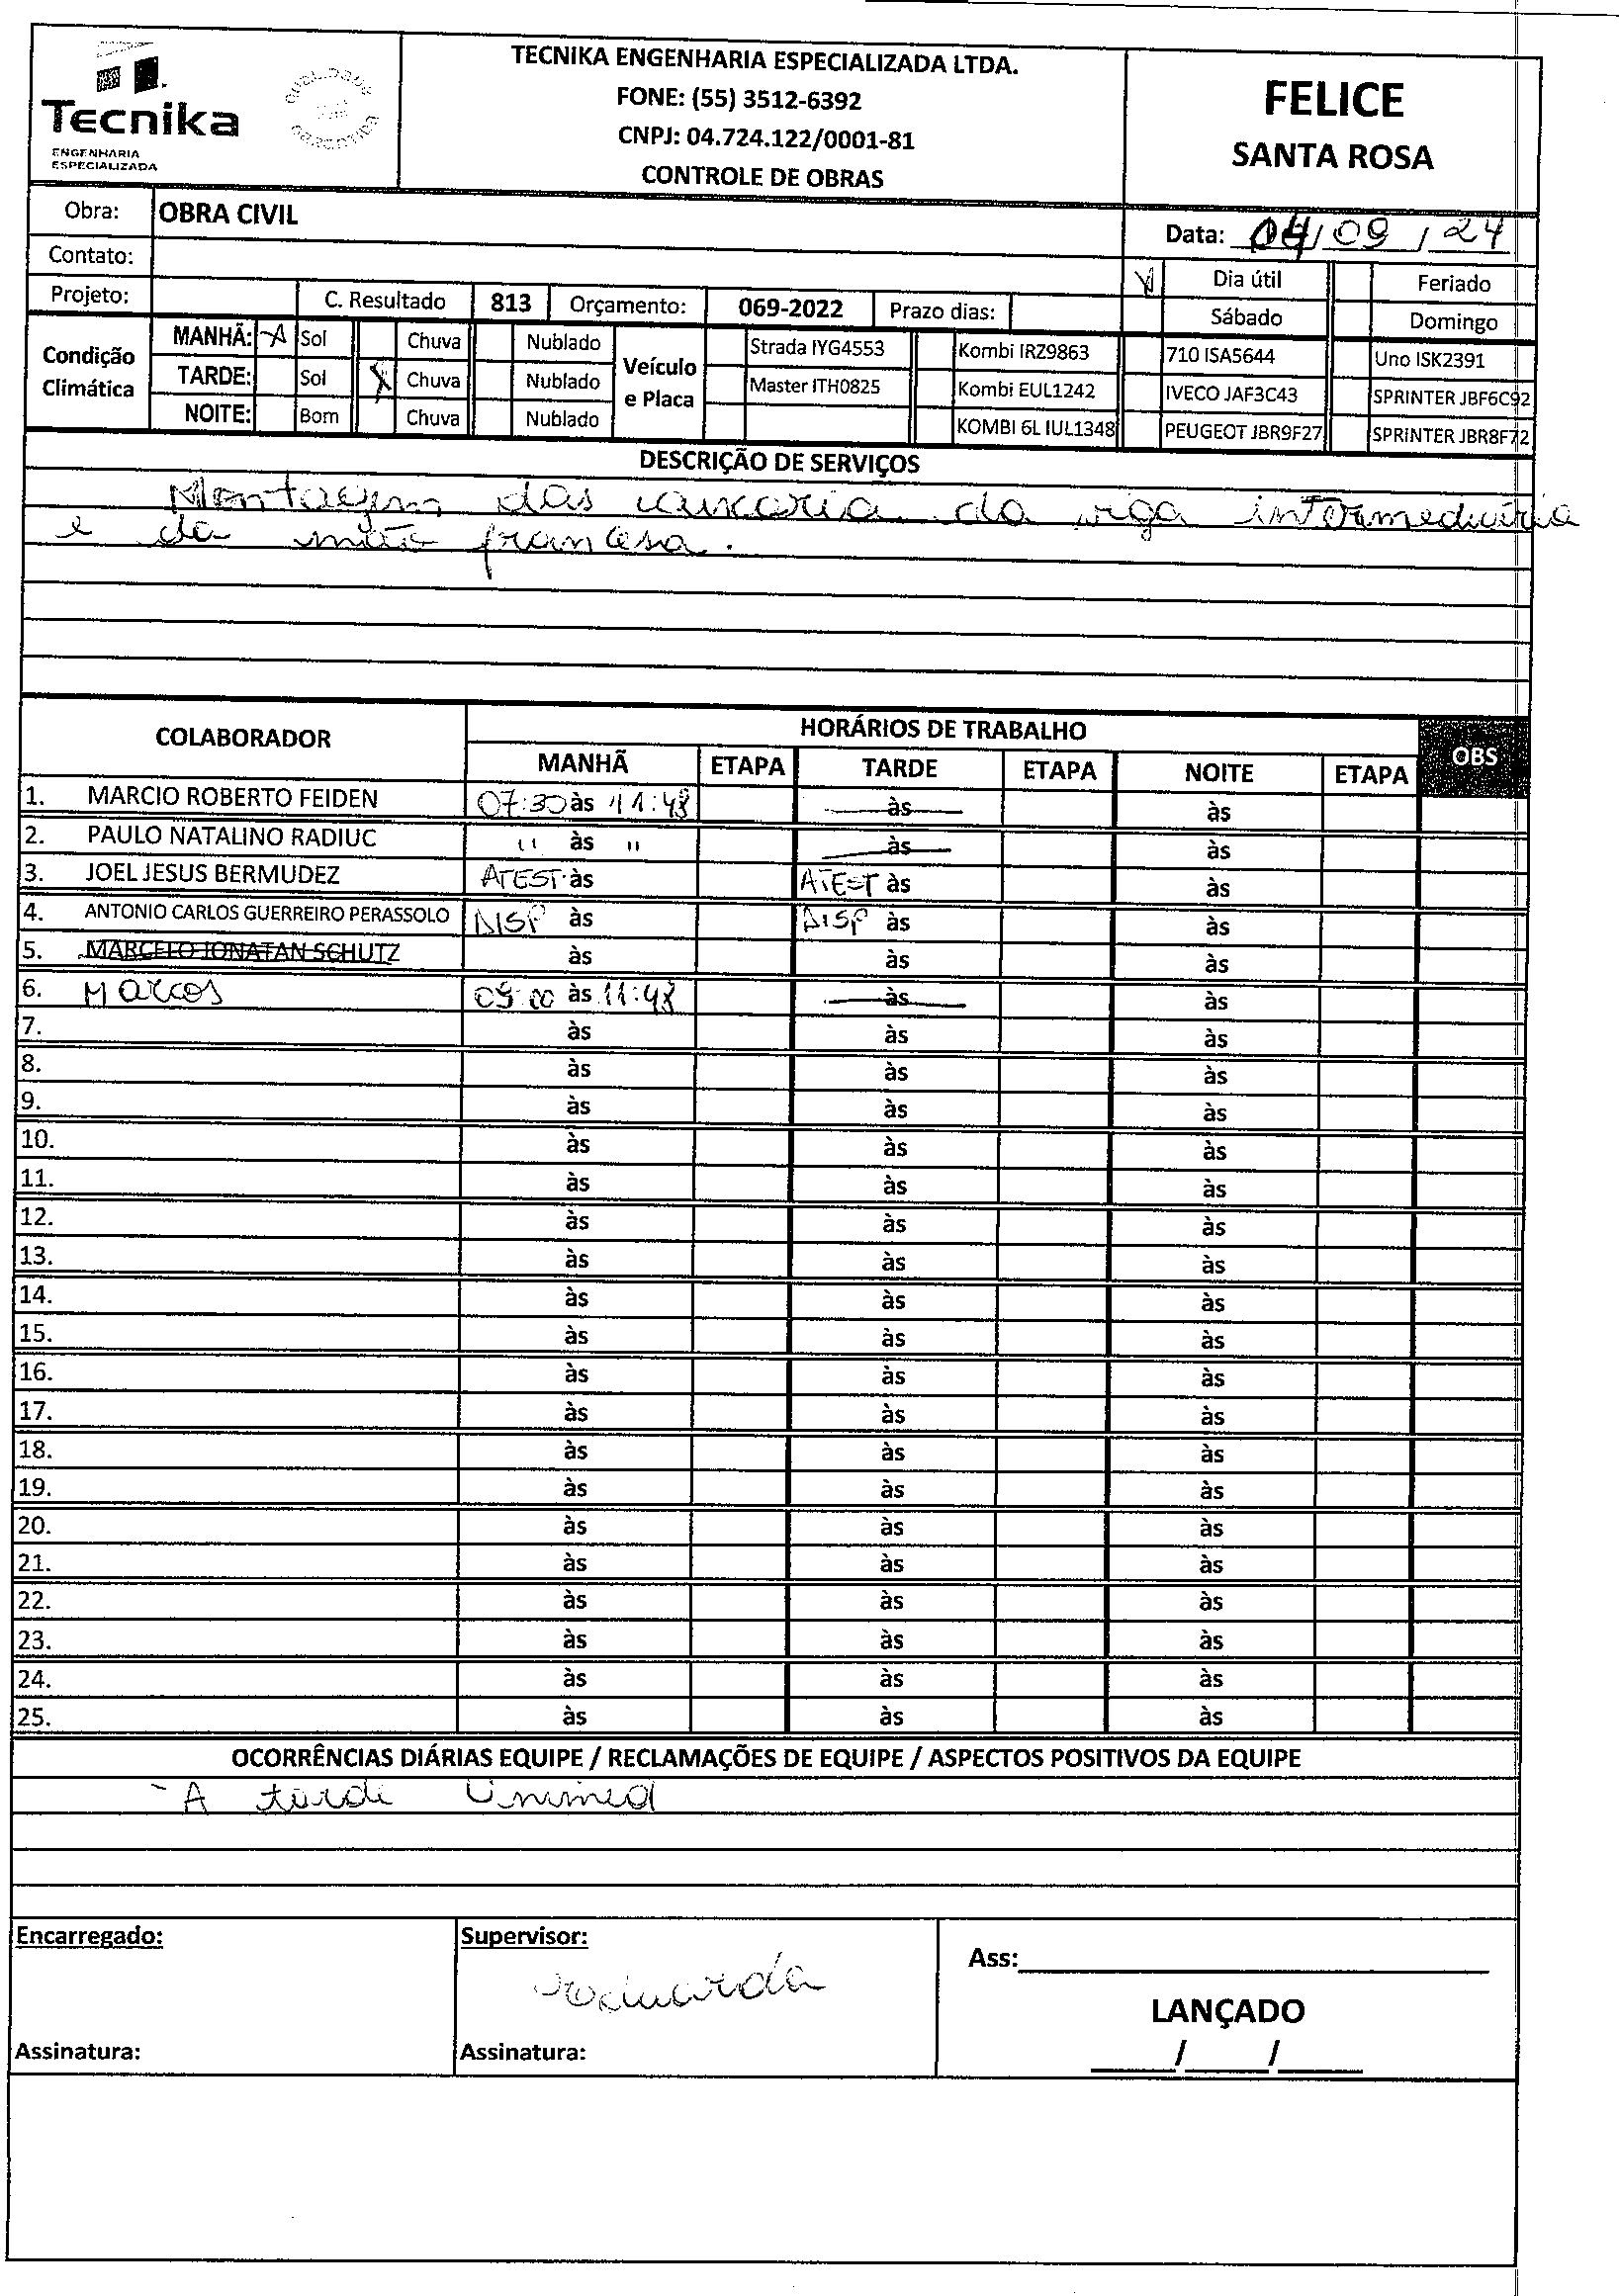 TECNIKA ENGENHARIA ESPECIALIZADA LTDA.
FONE: (55) 3512-6392
CNPJ: 04.724.122/0001-81
CONTROLE DE OBRAS
Tecnika
ENGENHARIA
ESPECIALIZADA
FELICE
SANTA ROSA
Obra: OBRA CIVIL
Data: 04/09/24
Contato:
Dia útil Feriado
Projeto: C. Resultado 813 Orçamento: 069-2022 Prazo dias:
Sábado Domingo
Condição Climática
MANHÃ: X Sol Chuva Nublado
TARDE: Sol X Chuva Nublado
NOITE: Bom Chuva Nublado
Veículo e Placa
Strada IYG4553 Kombi IRZ9863 710 ISA5644 Uno ISK2391
Master ITH0825 Kombi EUL1242 IVECO JAF3C43 SPRINTER JBF6C92
KOMBI 6L IUL1348 PEUGEOT JBR9F27 SPRINTER JBR8F72
DESCRIÇÃO DE SERVIÇOS
Montagem das da viga intermediária
e da mão francesa.
COLABORADOR HORÁRIOS DE TRABALHO OBS
MANHÃ ETAPA TARDE ETAPA NOITE ETAPA
1. MARCIO ROBERTO FEIDEN 07:30 às 11:48 às às
2. PAULO NATALINO RADIUC " às " às às
3. JOEL JESUS BERMUDEZ ATEST às ATEST às às
4. ANTONIO CARLOS GUERREIRO PERASSOLO DISP às DISP às às
5. MARCELO JONATAN SCHUTZ às às às
6. Marcos 09:00 às 11:48 às às
7. às às às
8. às às às
9. às às às
10. às às às
11. às às às
12. às às às
13. às às às
14. às às às
15. às às às
16. às às às
17. às às às
18. às às às
19. às às às
20. às às às
21. às às às
22. às às às
23. às às às
24. às às às
25. às às às
OCORRÊNCIAS DIÁRIAS EQUIPE / RECLAMAÇÕES DE EQUIPE / ASPECTOS POSITIVOS DA EQUIPE
- A tarde Unimed
Encarregado: Supervisor:
Ass:
Eduarda
LANÇADO
Assinatura: Assinatura:
/ /